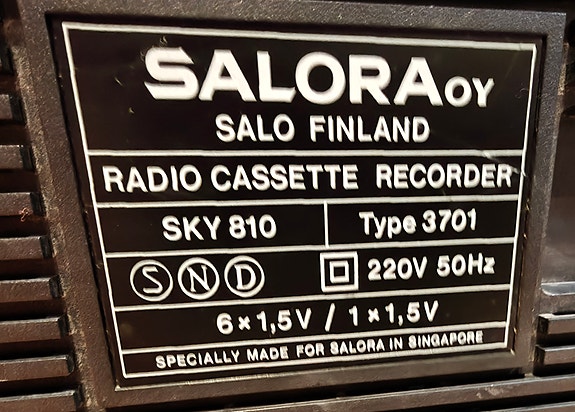 SALORA OY
SALO FINLAND
RADIO CASSETTE RECORDER
SKY 810 Type 3701
S N D 220V 50Hz
6×1,5V / 1×1,5V
SPECIALLY MADE FOR SALORA IN SINGAPORE